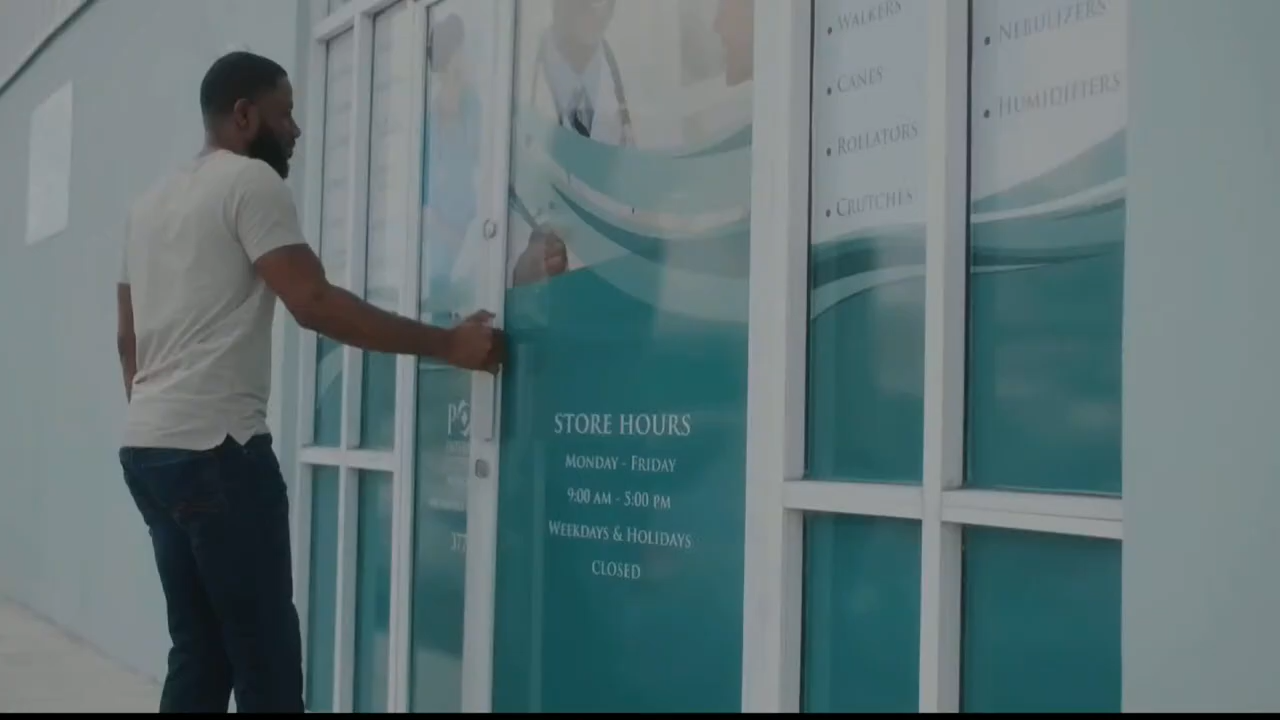 • WALKERS
• CANES
• ROLLATORS
• CRUTCHES
• NEBULIZERS
• HUMIDIFIERS
STORE HOURS
MONDAY - FRIDAY
9:00 AM - 5:00 PM
WEEKDAYS & HOLIDAYS
CLOSED